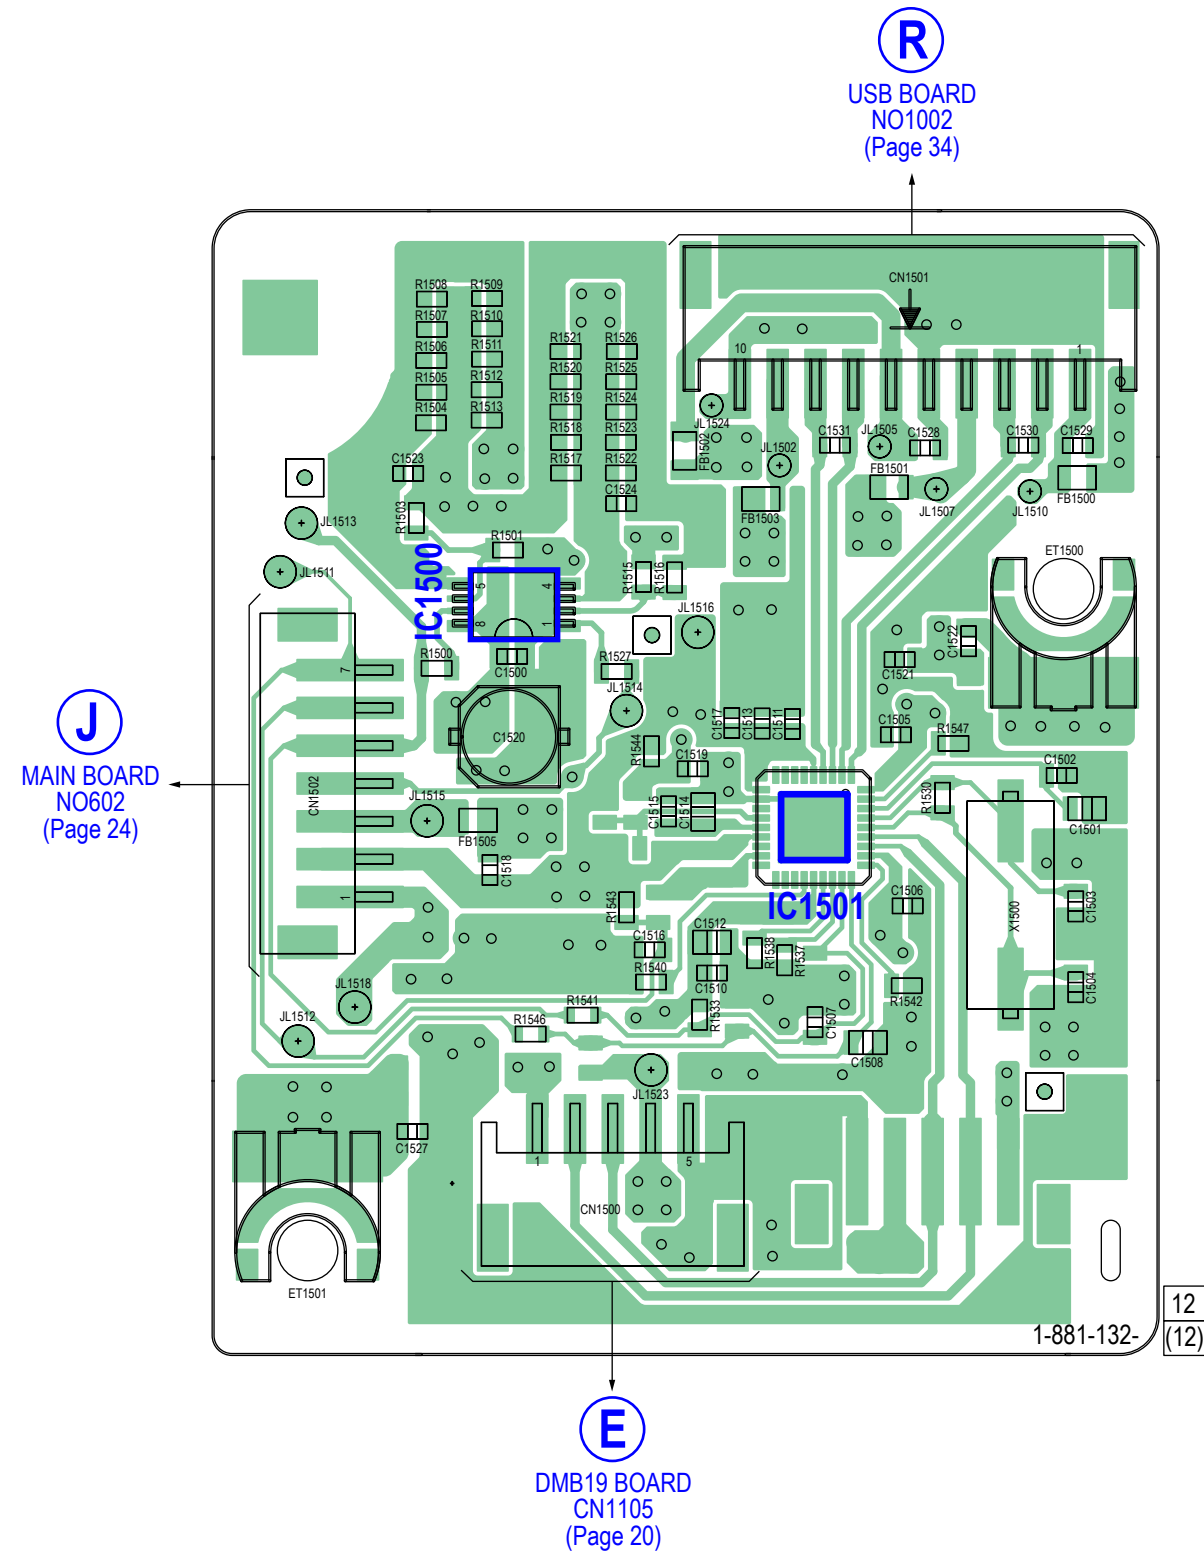 R
USB BOARD
NO1002
(Page 34)
CN1501
10
1
R1508
R1509
R1507
R1510
R1506
R1511
R1505
R1512
R1504
R1513
R1521
R1526
R1520
R1525
R1519
R1524
R1518
R1523
R1517
R1522
C1524
C1523
R1503
R1501
JL1524
FB1502
JL1502
C1531
JL1505
C1528
C1530
C1529
FB1501
FB1503
JL1507
JL1510
FB1500
JL1513
JL1511
IC1500
5
4
8
1
R1515
R1516
ET1500
JL1516
C1522
C1521
R1500
C1500
R1527
JL1514
7
C1520
C1517
C1513
C1511
C1505
R1547
R1544
C1519
C1502
R1530
C1501
J
MAIN BOARD
NO602
(Page 24)
CN1502
JL1515
FB1505
C1515
C1514
C1518
1
IC1501
C1506
X1500
C1503
R1543
C1516
C1512
R1538
R1537
R1540
C1510
R1542
C1504
JL1518
JL1512
R1541
R1546
R1533
C1507
C1508
JL1523
C1527
1
5
CN1500
ET1501
1-881-132-
12
(12)
E
DMB19 BOARD
CN1105
(Page 20)